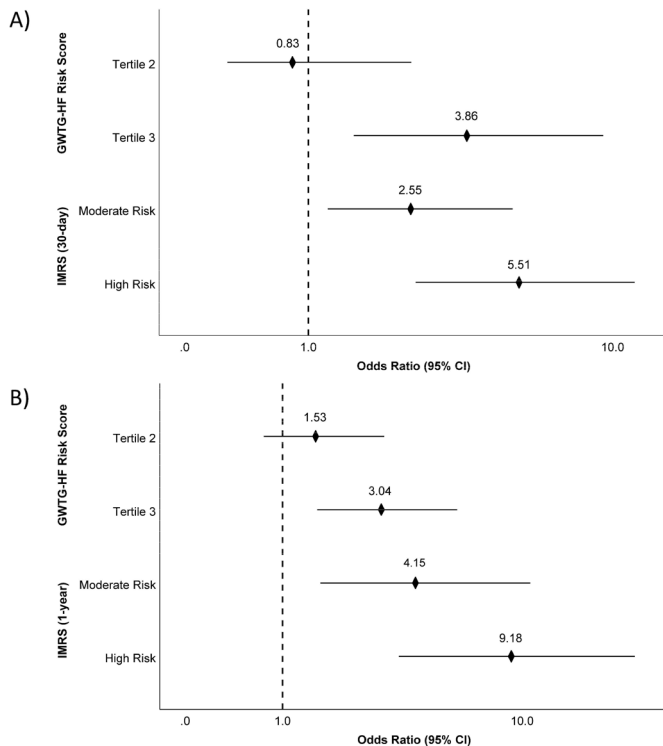 A)
GWTG-HF Risk Score
Tertile 2
0.83
Tertile 3
3.86
IMRS (30-day)
Moderate Risk
2.55
High Risk
5.51
.0 1.0 10.0
Odds Ratio (95% CI)
B)
GWTG-HF Risk Score
Tertile 2
1.53
Tertile 3
3.04
IMRS (1-year)
Moderate Risk
4.15
High Risk
9.18
.0 1.0 10.0
Odds Ratio (95% CI)